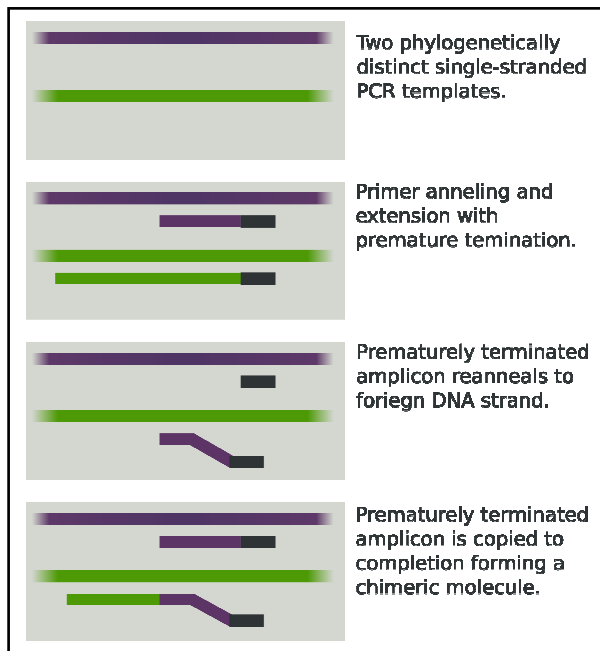 Two phylogenetically
distinct single-stranded
PCR templates.
Primer anneling and
extension with
premature temination.
Prematurely terminated
amplicon reanneals to
foriegn DNA strand.
Prematurely terminated
amplicon is copied to
completion forming a
chimeric molecule.